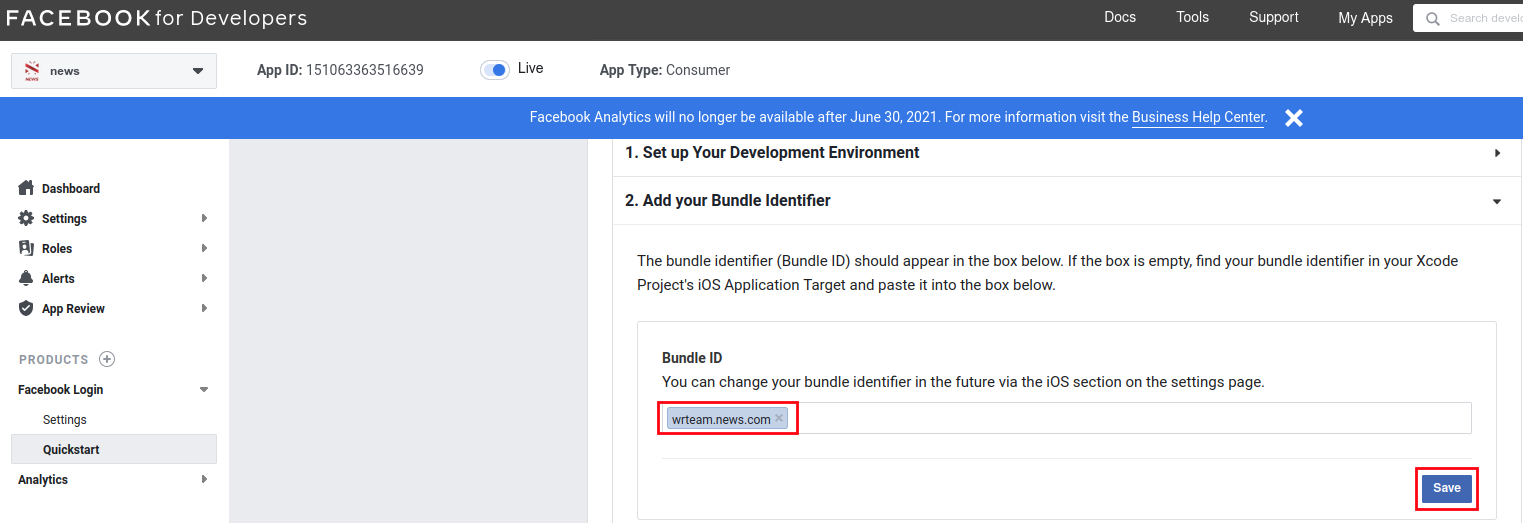 FACEBOOK for Developers
Docs
Tools
Support
My Apps
Search develo
NEWS
news
App ID: 151063363516639
Live
App Type: Consumer
Facebook Analytics will no longer be available after June 30, 2021. For more information visit the Business Help Center.
Dashboard
Settings
Roles
Alerts
App Review
PRODUCTS
Facebook Login
Settings
Quickstart
Analytics
1. Set up Your Development Environment
2. Add your Bundle Identifier
The bundle identifier (Bundle ID) should appear in the box below. If the box is empty, find your bundle identifier in your Xcode
Project's iOS Application Target and paste it into the box below.
Bundle ID
You can change your bundle identifier in the future via the iOS section on the settings page.
wrteam.news.com
Save